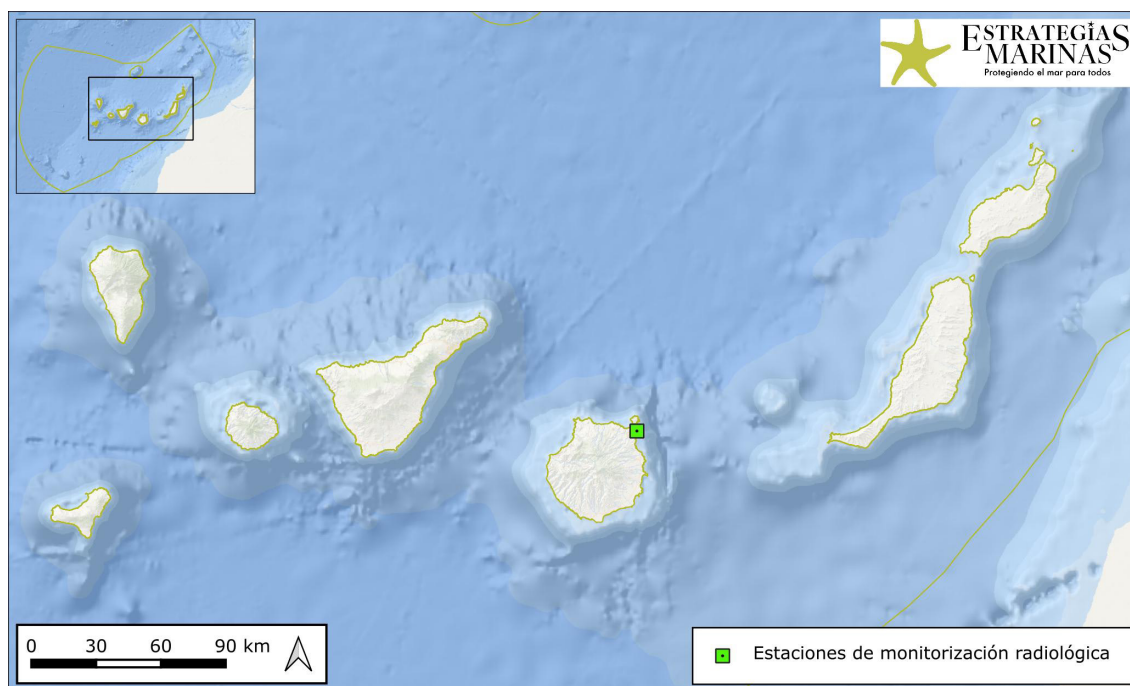 ESTRATEGIAS
MARINAS
Protegiendo el mar para todos
0 30 60 90 km
Estaciones de monitorización radiológica